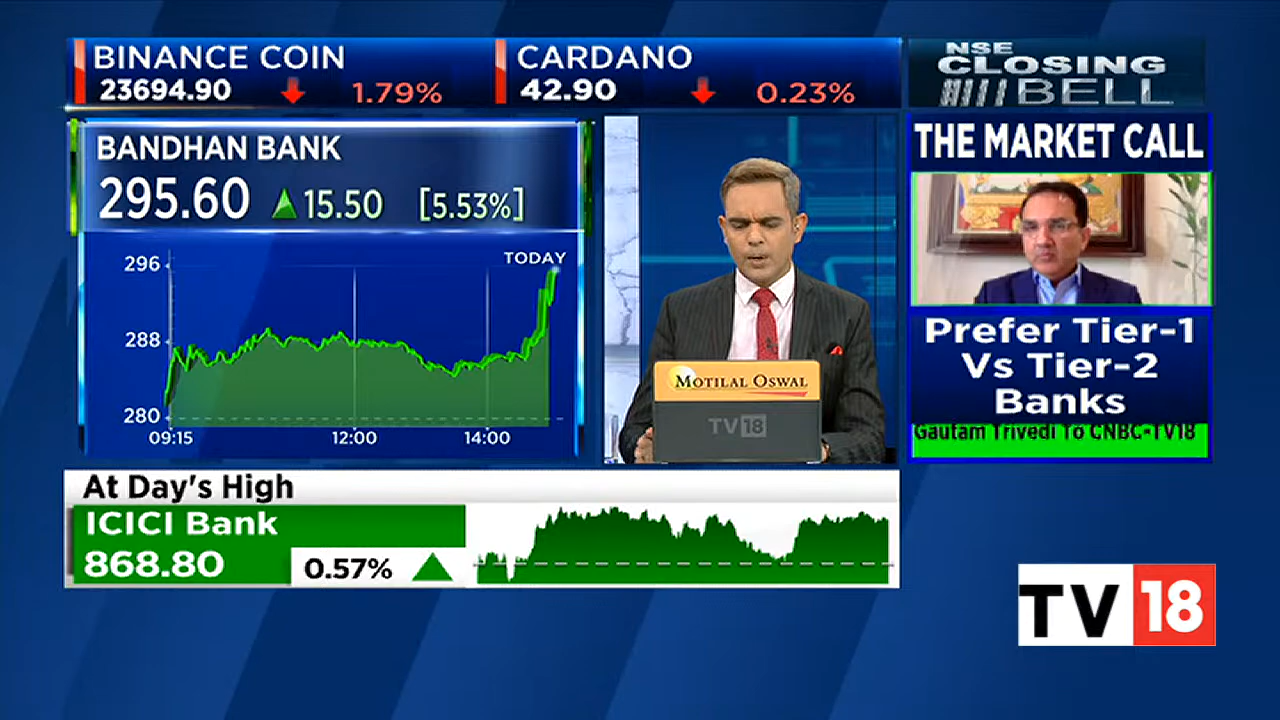 BINANCE COIN
23694.90 1.79%
CARDANO
42.90 0.23%
NSE
CLOSING
BELL
BANDHAN BANK
295.60 15.50 [5.53%]
TODAY
296
288
280
09:15 12:00 14:00
MOTILAL OSWAL
TV18
THE MARKET CALL
Prefer Tier-1
Vs Tier-2
Banks
Gautam Trivedi To CNBC-TV18
At Day's High
ICICI Bank
868.80 0.57%
TV18